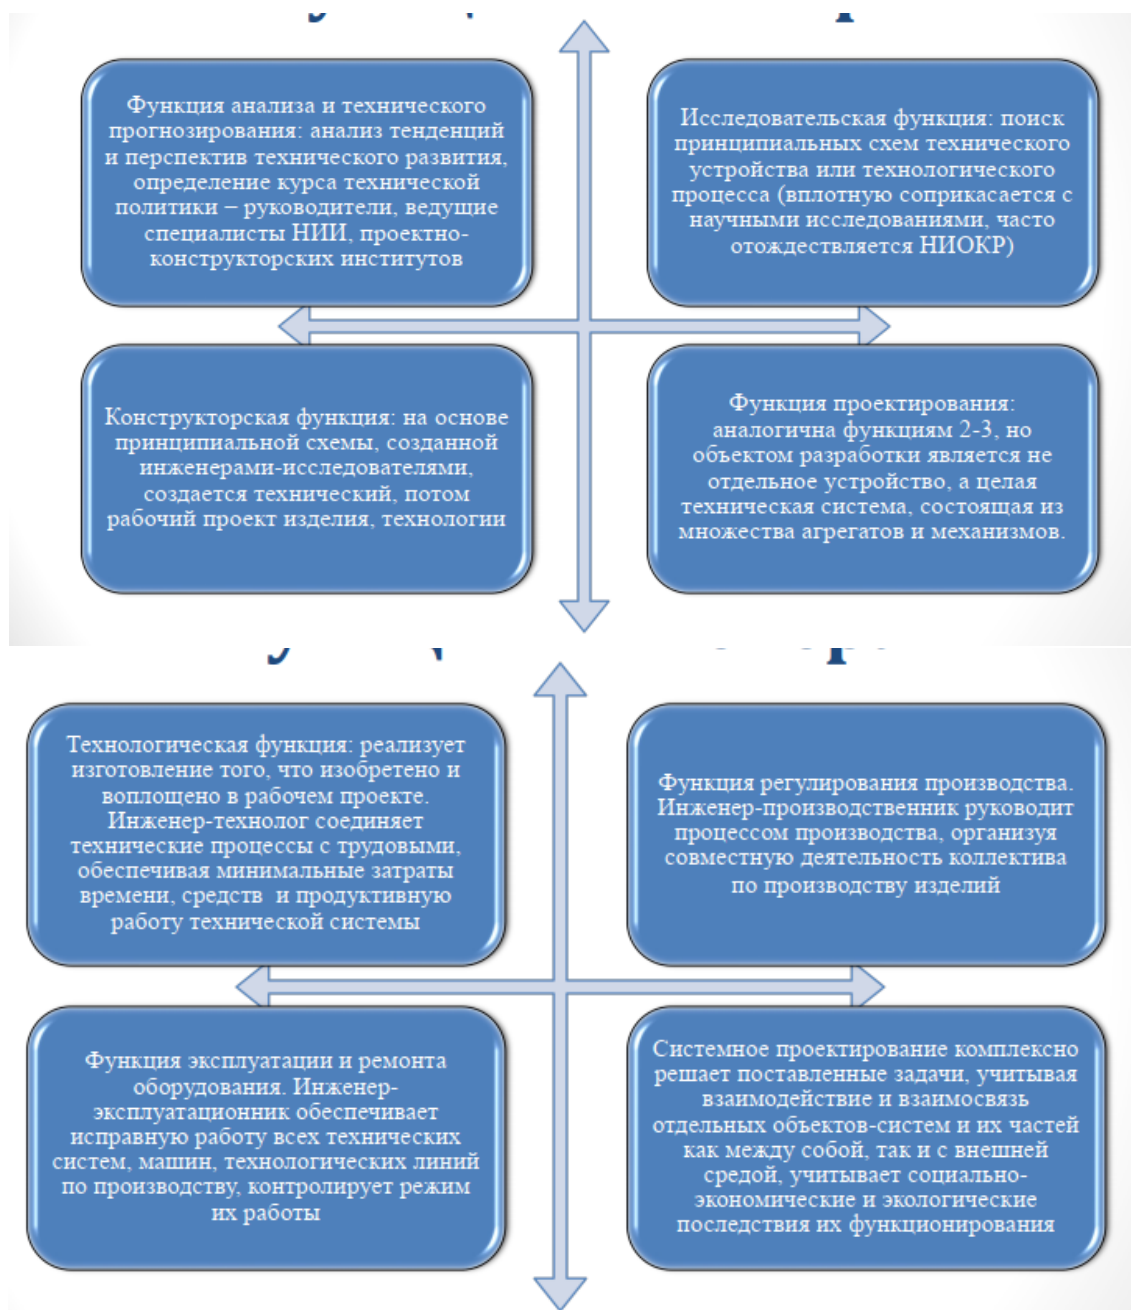 Функция анализа и технического
прогнозирования: анализ тенденций
и перспектив технического развития,
определение курса технической
политики – руководители, ведущие
специалисты НИИ, проектно-
конструкторских институтов
Исследовательская функция: поиск
принципиальных схем технического
устройства или технологического
процесса (вплотную соприкасается с
научными исследованиями, часто
отождествляется НИОКР)
Конструкторская функция: на основе
принципиальной схемы, созданной
инженерами-исследователями,
создается технический, потом
рабочий проект изделия, технологии
Функция проектирования:
аналогична функциям 2-3, но
объектом разработки является не
отдельное устройство, а целая
техническая система, состоящая из
множества агрегатов и механизмов.
Технологическая функция: реализует
изготовление того, что изобретено и
воплощено в рабочем проекте.
Инженер-технолог соединяет
технические процессы с трудовыми,
обеспечивая минимальные затраты
времени, средств и продуктивную
работу технической системы
Функция регулирования производства.
Инженер-производственник руководит
процессом производства, организуя
совместную деятельность коллектива
по производству изделий
Функция эксплуатации и ремонта
оборудования. Инженер-
эксплуатационник обеспечивает
исправную работу всех технических
систем, машин, технологических линий
по производству, контролирует режим
их работы
Системное проектирование комплексно
решает поставленные задачи, учитывая
взаимодействие и взаимосвязь
отдельных объектов-систем и их частей
как между собой, так и с внешней
средой, учитывает социально-
экономические и экологические
последствия их функционирования